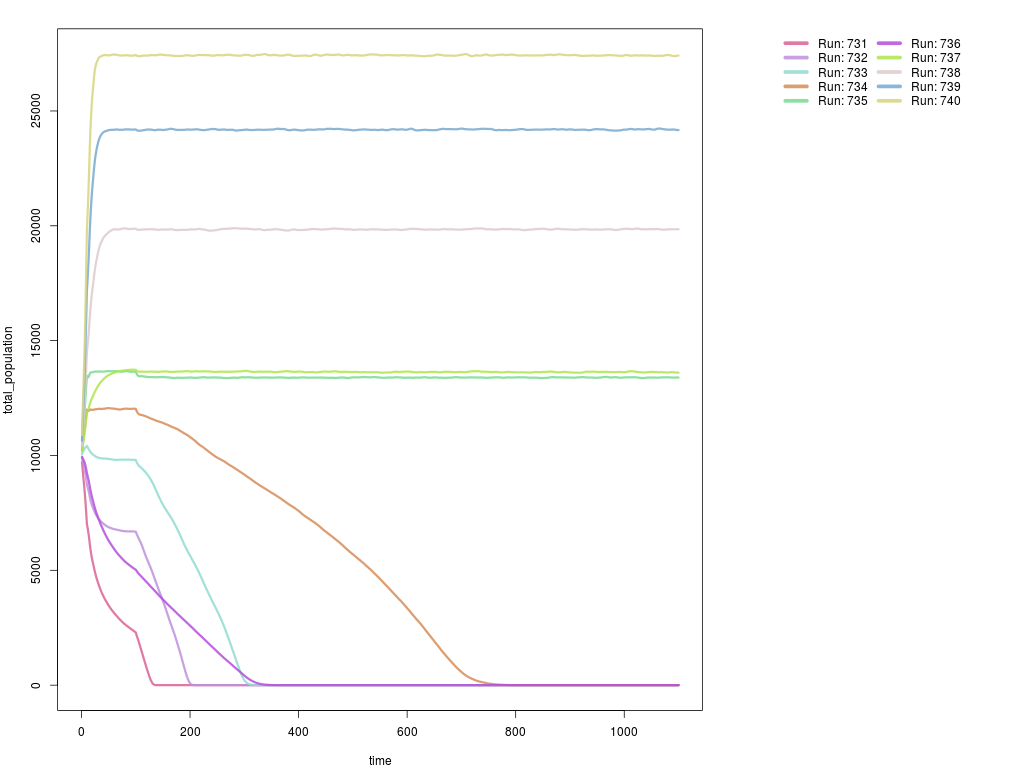 Run: 731
Run: 732
Run: 733
Run: 734
Run: 735
Run: 736
Run: 737
Run: 738
Run: 739
Run: 740
total_population
25000
20000
15000
10000
5000
0
0 200 400 600 800 1000
time